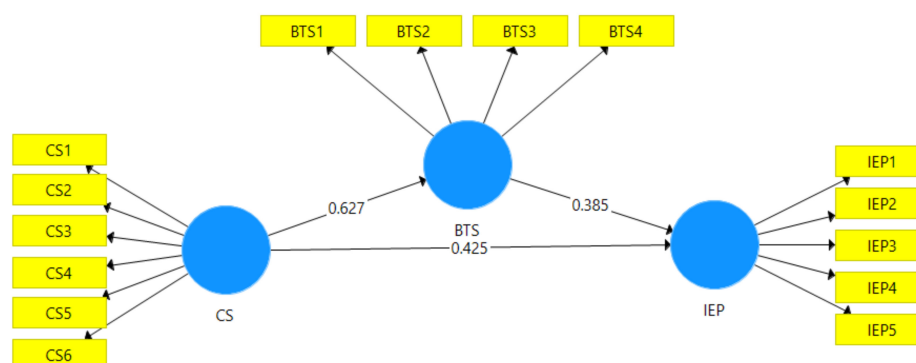 BTS1 BTS2 BTS3 BTS4
CS1
CS2
CS3
CS4
CS5
CS6
CS
0.627
BTS
0.385
0.425
IEP
IEP1
IEP2
IEP3
IEP4
IEP5